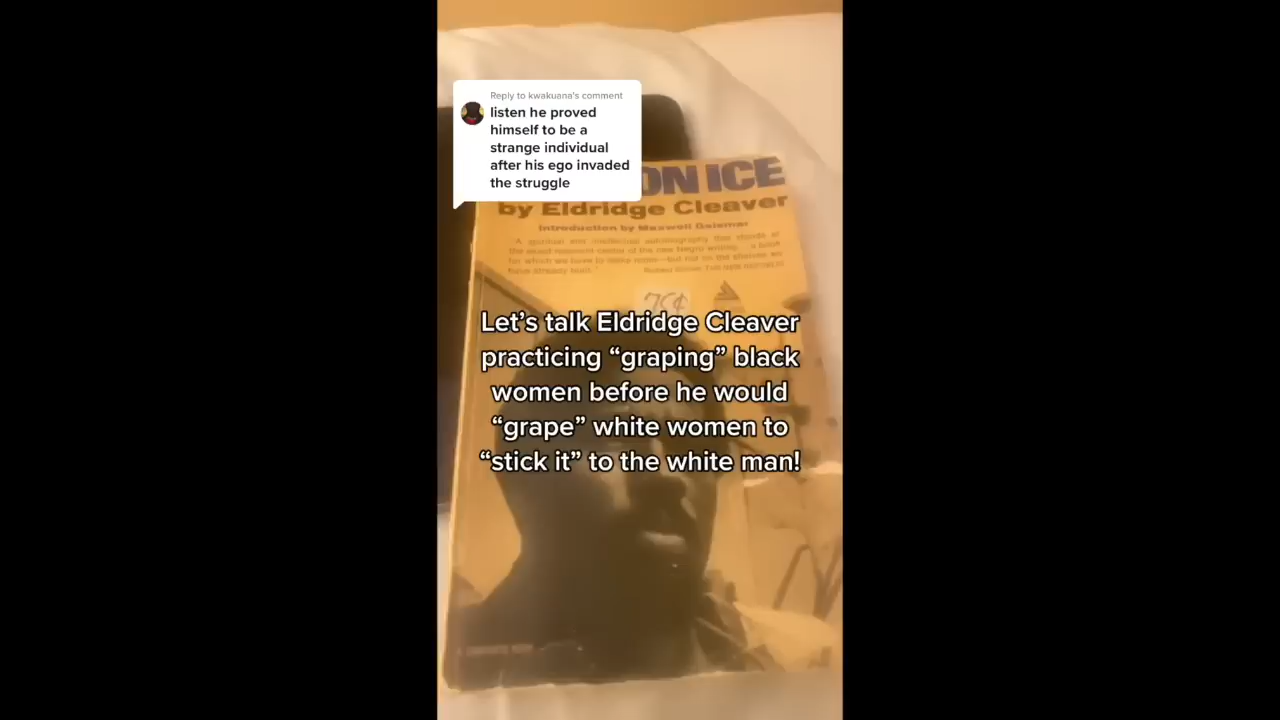 Reply to kwakuana's comment
listen he proved
himself to be a
strange individual
after his ego invaded
the struggle
ON ICE
by Eldridge Cleaver
Introduction by Maxwell Geismar
75¢
Let’s talk Eldridge Cleaver
practicing “graping” black
women before he would
“grape” white women to
“stick it” to the white man!